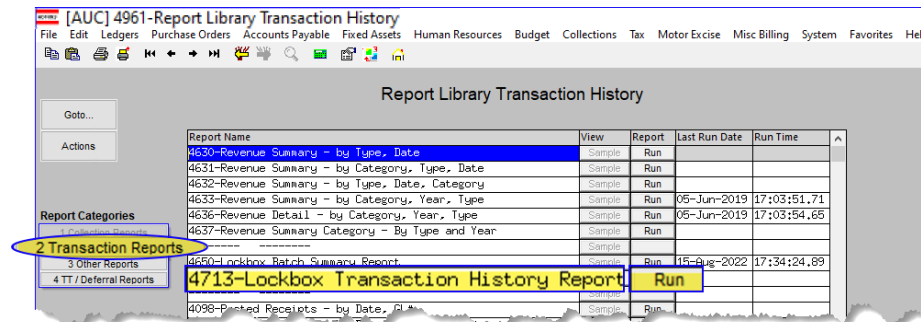 [AUC] 4961-Report Library Transaction History
File Edit Ledgers Purchase Orders Accounts Payable Fixed Assets Human Resources Budget Collections Tax Motor Excise Misc Billing System Favorites Hel
Report Library Transaction History
Goto...
Actions
Report Name View Report Last Run Date Run Time
4630-Revenue Summary - by Type, Date Sample Run
4631-Revenue Summary - by Category, Type, Date Sample Run
4632-Revenue Summary - by Type, Date, Category Sample Run
4633-Revenue Summary - by Category, Year, Type Sample Run 05-Jun-2019 17:03:51.71
4636-Revenue Detail - by Category, Year, Type Sample Run 05-Jun-2019 17:03:54.65
4637-Revenue Summary Category - By Type and Year Sample Run
-------- -------- Sample
4650-Lockbox Batch Summary Report Sample Run 15-Aug-2022 17:34:24.89
4713-Lockbox Transaction History Report Run
Sample
4098-Posted Receipts - by Date, GL#, Sample Run
Report Categories
1 Collection Reports
2 Transaction Reports
3 Other Reports
4 TT / Deferral Reports